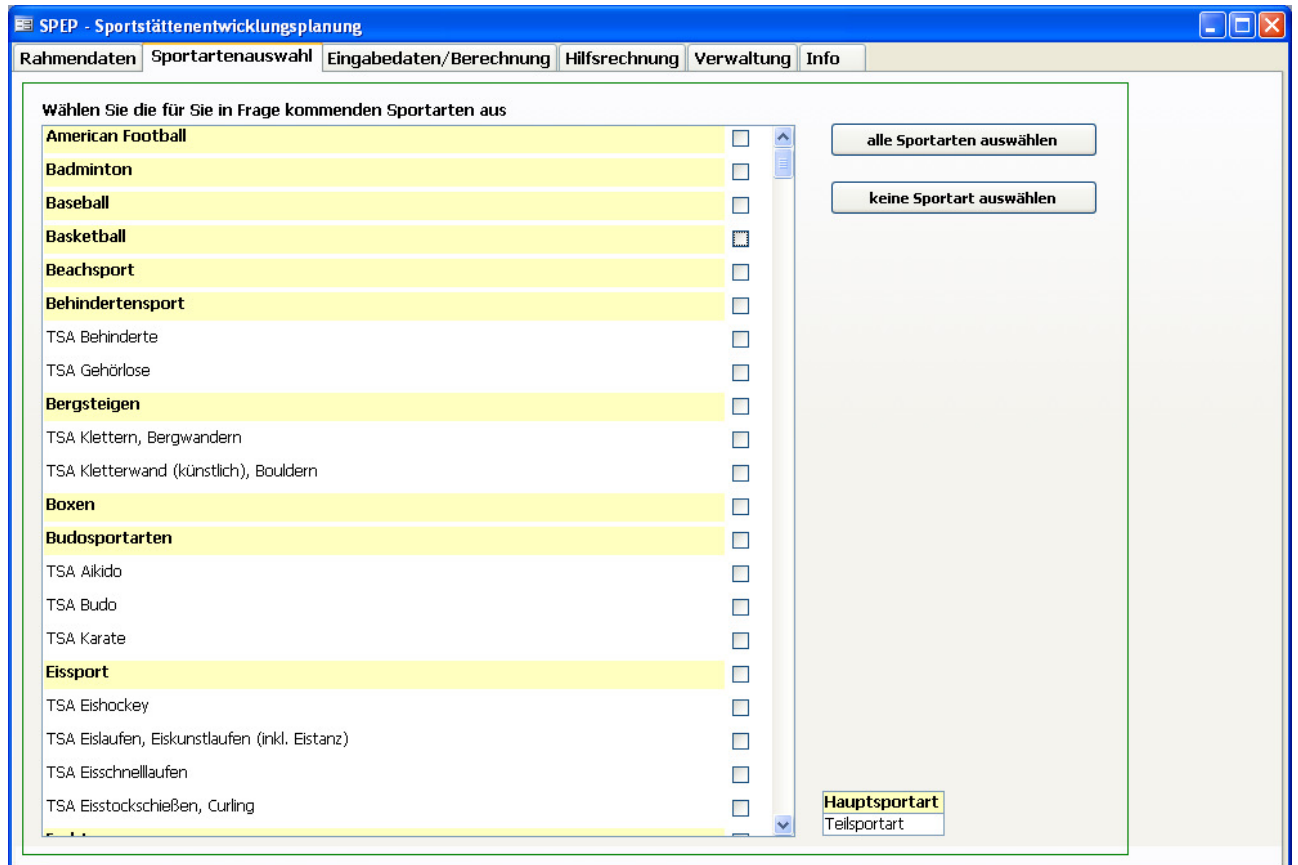 SPEP - Sportstättenentwicklungsplanung
Rahmendaten Sportartenauswahl Eingabedaten/Berechnung Hilfsrechnung Verwaltung Info
Wählen Sie die für Sie in Frage kommenden Sportarten aus
American Football
alle Sportarten auswählen
Badminton
Baseball
keine Sportart auswählen
Basketball
Beachsport
Behindertensport
TSA Behinderte
TSA Gehörlose
Bergsteigen
TSA Klettern, Bergwandern
TSA Kletterwand (künstlich), Bouldern
Boxen
Budosportarten
TSA Aikido
TSA Budo
TSA Karate
Eissport
TSA Eishockey
TSA Eislaufen, Eiskunstlaufen (inkl. Eistanz)
TSA Eisschnelllaufen
TSA Eisstockschießen, Curling
Hauptsportart
Teilsportart